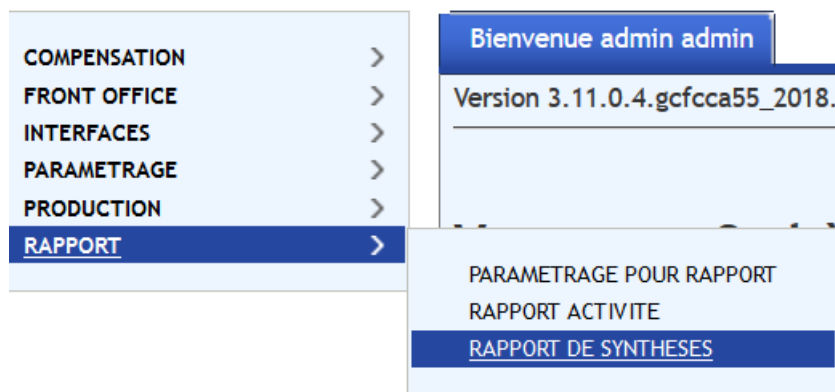 COMPENSATION
FRONT OFFICE
INTERFACES
PARAMETRAGE
PRODUCTION
RAPPORT
Bienvenue admin admin
Version 3.11.0.4.gcfcca55_2018.
PARAMETRAGE POUR RAPPORT
RAPPORT ACTIVITE
RAPPORT DE SYNTHESES